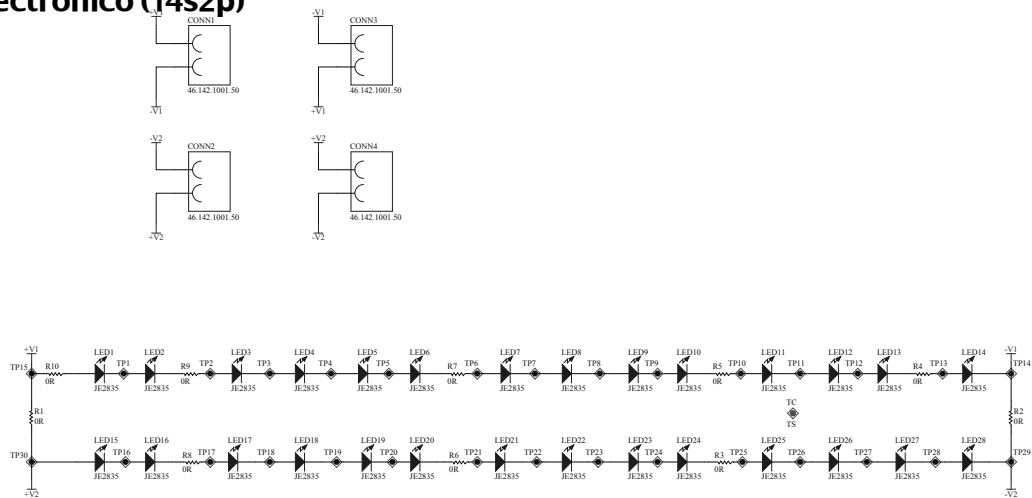 ectrónico (14s2p)
+V1 -V1
CONN1 CONN3
46.142.1001.50 46.142.1001.50
-V1 +V1
-V2 +V2
CONN2 CONN4
46.142.1001.50 46.142.1001.50
+V2 -V2
+V1 -V1
LED1 LED2 LED3 LED4 LED5 LED6 LED7 LED8 LED9 LED10 LED11 LED12 LED13 LED14
TP15 R10 TP1 R9 TP2 TP3 TP4 TP5 R7 TP6 TP7 TP8 TP9 R5 TP10 TP11 TP12 R4 TP13 TP14
0R JE2835 JE2835 0R JE2835 JE2835 JE2835 JE2835 0R JE2835 JE2835 JE2835 JE2835 0R JE2835 JE2835 JE2835 0R JE2835
TC
R1 R2
0R 0R
TS
LED15 LED16 LED17 LED18 LED19 LED20 LED21 LED22 LED23 LED24 LED25 LED26 LED27 LED28
TP30 TP16 R8 TP17 TP18 TP19 TP20 R6 TP21 TP22 TP23 TP24 R3 TP25 TP26 TP27 TP28 TP29
JE2835 JE2835 0R JE2835 JE2835 JE2835 JE2835 0R JE2835 JE2835 JE2835 JE2835 0R JE2835 JE2835 JE2835 JE2835
+V2 -V2